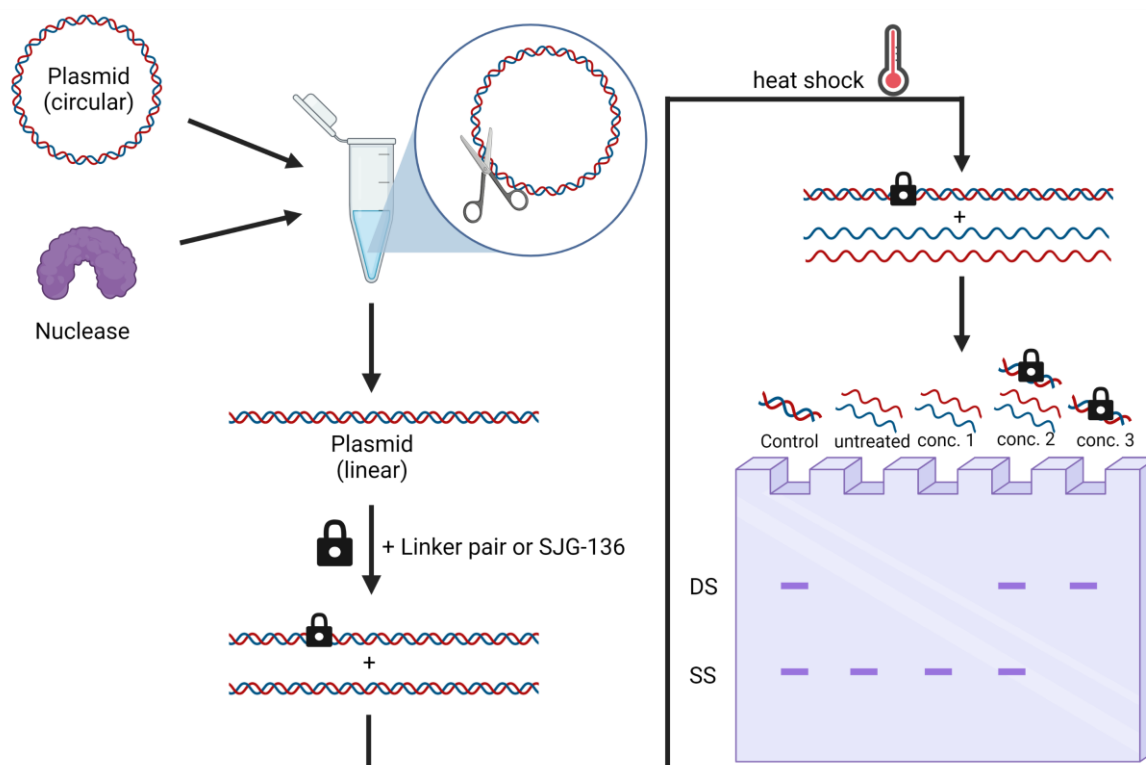 Plasmid
(circular)
Nuclease
Plasmid
(linear)
+ Linker pair or SJG-136
+
heat shock
+
Control untreated conc. 1 conc. 2 conc. 3
DS
SS